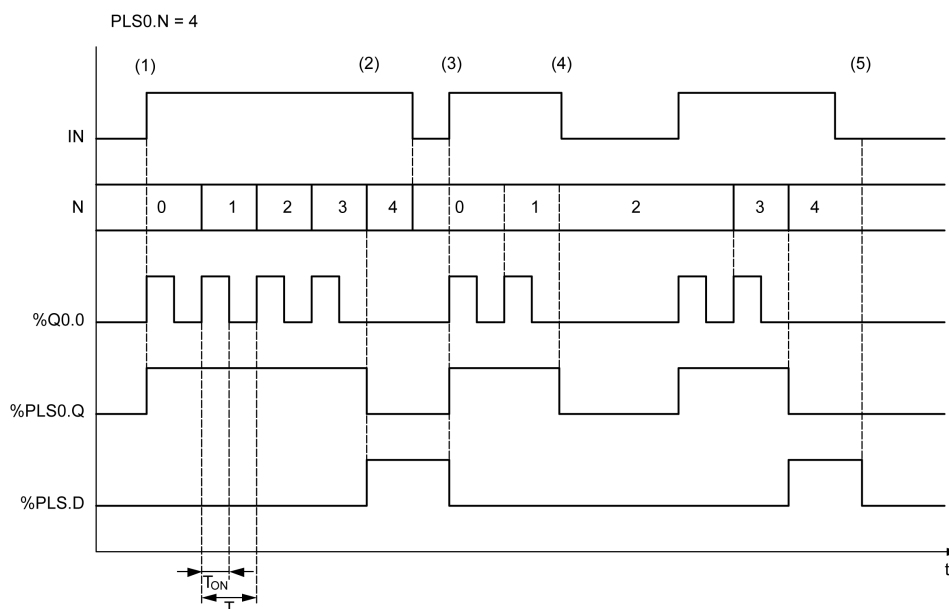 PLS0.N = 4
(1) (2) (3) (4) (5)
IN
N 0 1 2 3 4 0 1 2 3 4
%Q0.0
%PLS0.Q
%PLS.D
t
TON
T